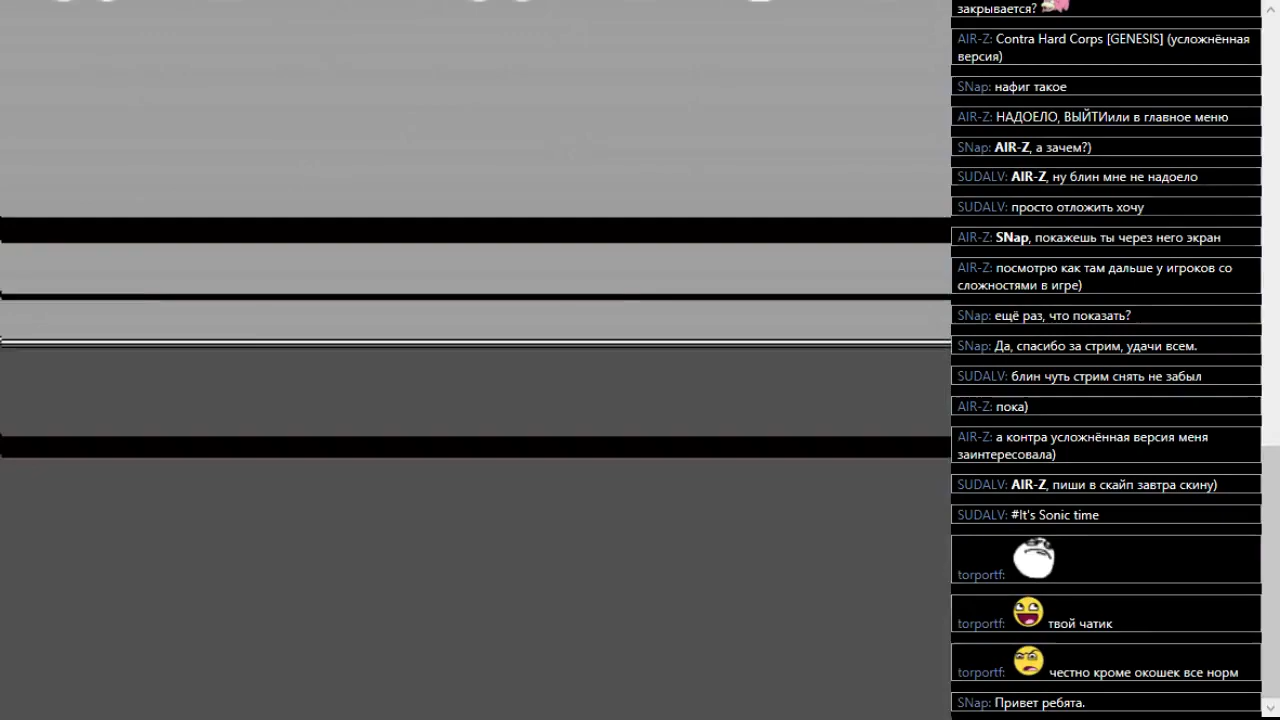 закрывается?
AIR-Z: Contra Hard Corps [GENESIS] (усложнённая
версия)
SNap: нафиг такое
AIR-Z: НАДОЕЛО, ВЫЙТИили в главное меню
SNap: AIR-Z, а зачем?)
SUDALV: AIR-Z, ну блин мне не надоело
SUDALV: просто отложить хочу
AIR-Z: SNap, покажешь ты через него экран
AIR-Z: посмотрю как там дальше у игроков со
сложностями в игре)
SNap: ещё раз, что показать?
SNap: Да, спасибо за стрим, удачи всем.
SUDALV: блин чуть стрим снять не забыл
AIR-Z: пока)
AIR-Z: а контра усложнённая версия меня
заинтересовала)
SUDALV: AIR-Z, пиши в скайп завтра скину)
SUDALV: #It's Sonic time
torportf:
torportf: твой чатик
torportf: честно кроме окошек все норм
SNap: Привет ребята.